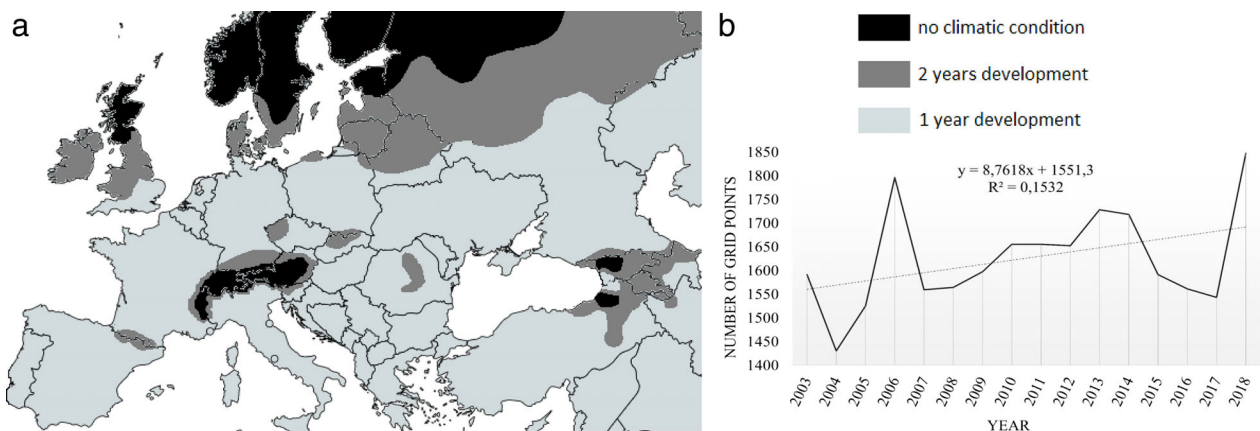 a
b
no climatic condition
2 years development
1 year development
NUMBER OF GRID POINTS
1850
1800
1750
1700
1650
1600
1550
1500
1450
1400
y = 8,7618x + 1551,3
R² = 0,1532
2003
2004
2005
2006
2007
2008
2009
2010
2011
2012
2013
2014
2015
2016
2017
2018
YEAR